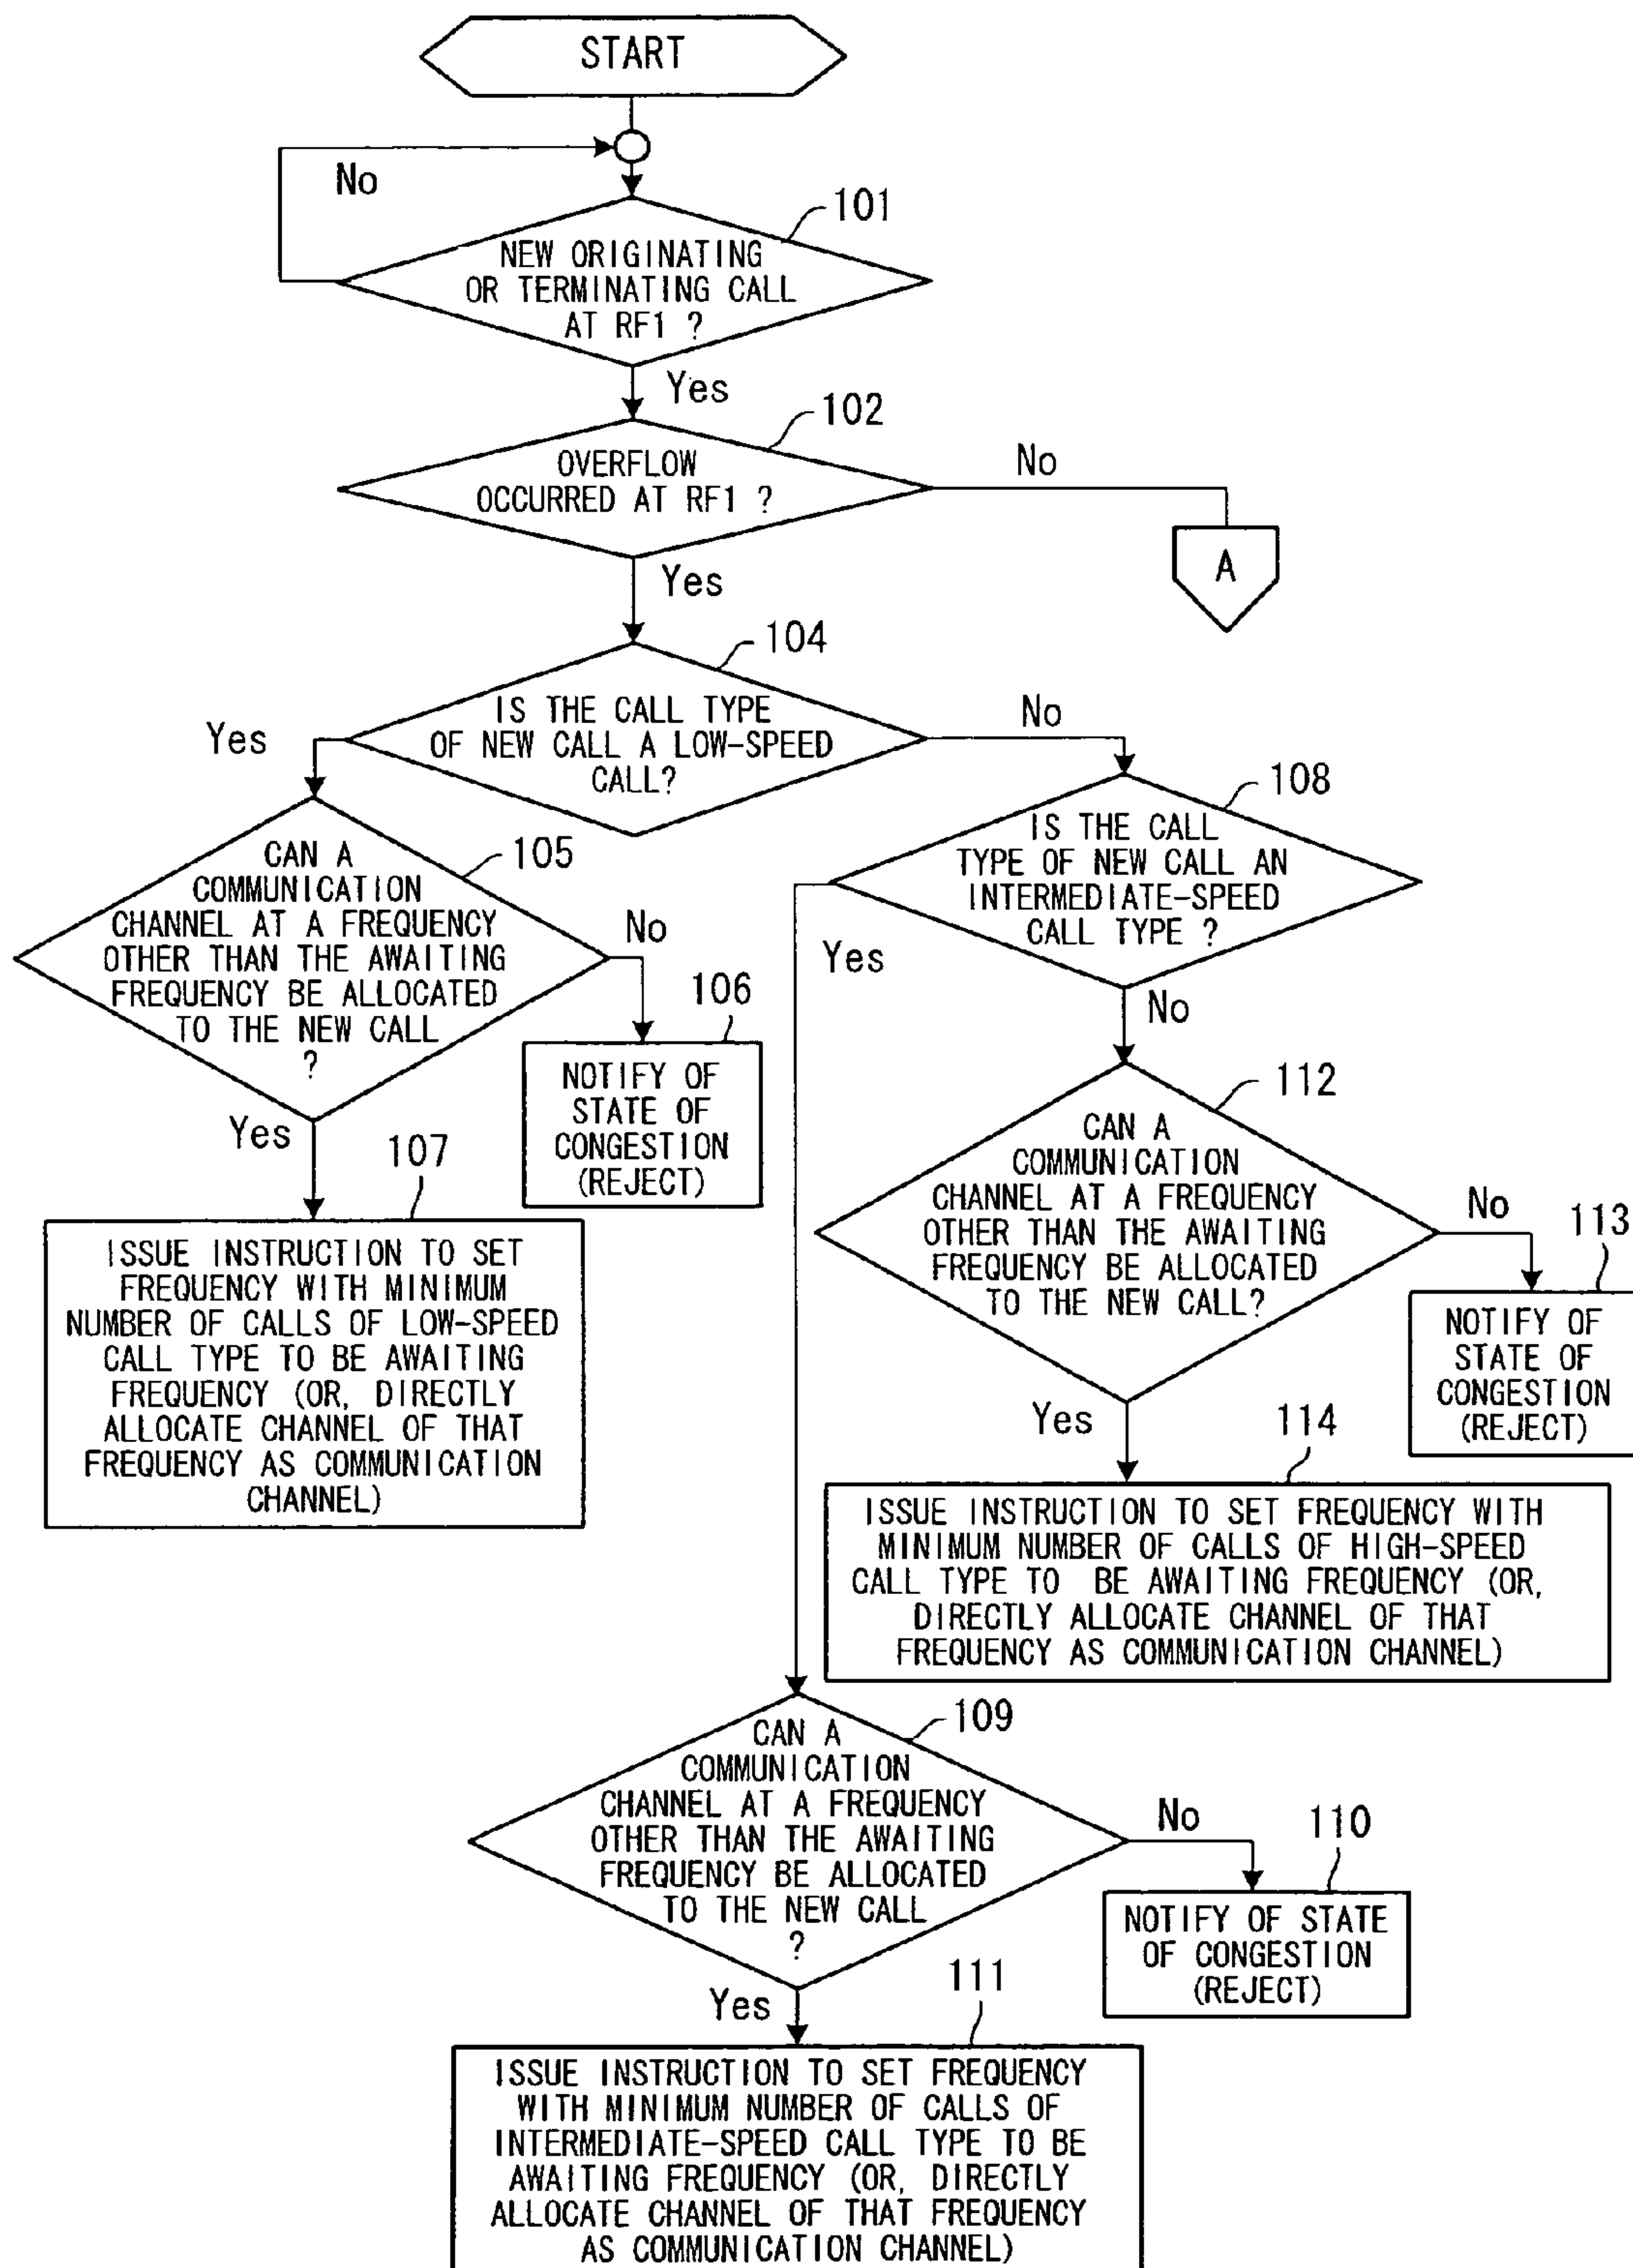 START
No
101
NEW ORIGINATING
OR TERMINATING CALL
AT RF1 ?
Yes
102
OVERFLOW
OCCURRED AT RF1 ?
No
A
Yes
104
IS THE CALL TYPE
OF NEW CALL A LOW-SPEED
CALL?
Yes
No
108
IS THE CALL
TYPE OF NEW CALL AN
INTERMEDIATE-SPEED
CALL TYPE ?
Yes
No
105
CAN A
COMMUNICATION
CHANNEL AT A FREQUENCY
OTHER THAN THE AWAITING
FREQUENCY BE ALLOCATED
TO THE NEW CALL
?
No
106
NOTIFY OF
STATE OF
CONGESTION
(REJECT)
Yes
107
ISSUE INSTRUCTION TO SET
FREQUENCY WITH MINIMUM
NUMBER OF CALLS OF LOW-SPEED
CALL TYPE TO BE AWAITING
FREQUENCY (OR, DIRECTLY
ALLOCATE CHANNEL OF THAT
FREQUENCY AS COMMUNICATION
CHANNEL)
112
CAN A
COMMUNICATION
CHANNEL AT A FREQUENCY
OTHER THAN THE AWAITING
FREQUENCY BE ALLOCATED
TO THE NEW CALL?
No
113
NOTIFY OF
STATE OF
CONGESTION
(REJECT)
Yes
114
ISSUE INSTRUCTION TO SET FREQUENCY WITH
MINIMUM NUMBER OF CALLS OF HIGH-SPEED
CALL TYPE TO BE AWAITING FREQUENCY (OR,
DIRECTLY ALLOCATE CHANNEL OF THAT
FREQUENCY AS COMMUNICATION CHANNEL)
109
CAN A
COMMUNICATION
CHANNEL AT A FREQUENCY
OTHER THAN THE AWAITING
FREQUENCY BE ALLOCATED
TO THE NEW CALL
?
No
110
NOTIFY OF STATE
OF CONGESTION
(REJECT)
Yes
111
ISSUE INSTRUCTION TO SET FREQUENCY
WITH MINIMUM NUMBER OF CALLS OF
INTERMEDIATE-SPEED CALL TYPE TO BE
AWAITING FREQUENCY (OR, DIRECTLY
ALLOCATE CHANNEL OF THAT FREQUENCY
AS COMMUNICATION CHANNEL)